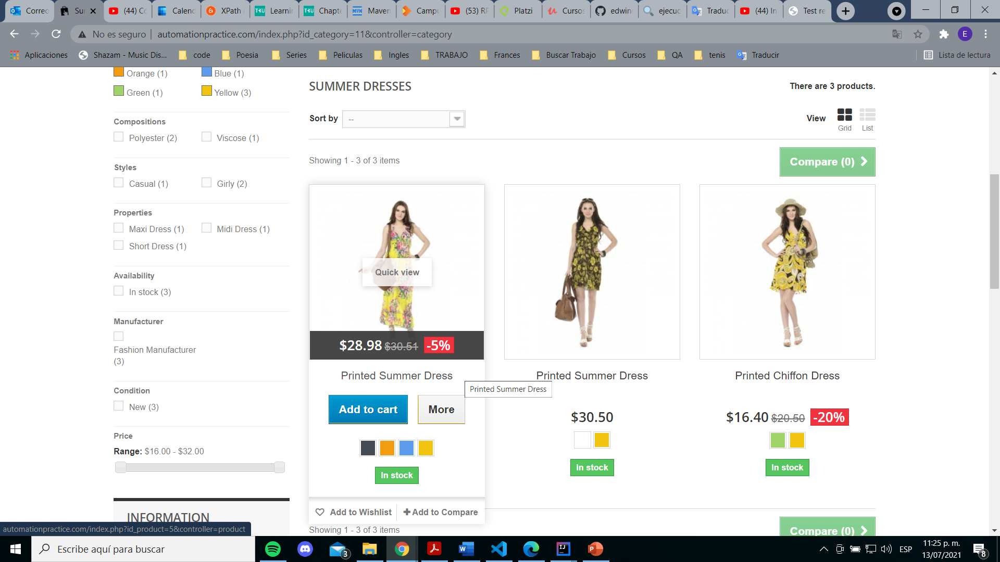 Correo
Sum
(44) Co
Calend
XPath i
Learnin
Chapte
Maven
Campu
(53) RF
Platzi
Cursos
edwin
ejecuc
Traduc
(44) In
Test re
No es seguro
automationpractice.com/index.php?id_category=11&controller=category
E
Aplicaciones
Shazam - Music Dis...
code
Poesia
Series
Peliculas
Ingles
TRABAJO
Frances
Buscar Trabajo
Cursos
QA
tenis
Traducir
Lista de lectura
Orange (1)
Blue (1)
Green (1)
Yellow (3)
Compositions
Polyester (2)
Viscose (1)
Styles
Casual (1)
Girly (2)
Properties
Maxi Dress (1)
Midi Dress (1)
Short Dress (1)
Availability
In stock (3)
Manufacturer
Fashion Manufacturer
(3)
Condition
New (3)
Price
Range: $16.00 - $32.00
INFORMATION
SUMMER DRESSES
There are 3 products.
Sort by
--
View
Grid
List
Showing 1 - 3 of 3 items
Compare (0)
Quick view
$28.98 $30.51 -5%
Printed Summer Dress
Printed Summer Dress
Add to cart
More
In stock
Add to Wishlist
Add to Compare
Printed Summer Dress
$30.50
In stock
Printed Chiffon Dress
$16.40 $20.50 -20%
In stock
Showing 1 - 3 of 3 items
Compare (0)
automationpractice.com/index.php?id_product=5&controller=product
Escribe aquí para buscar
3
ESP
11:25 p. m.
13/07/2021
8